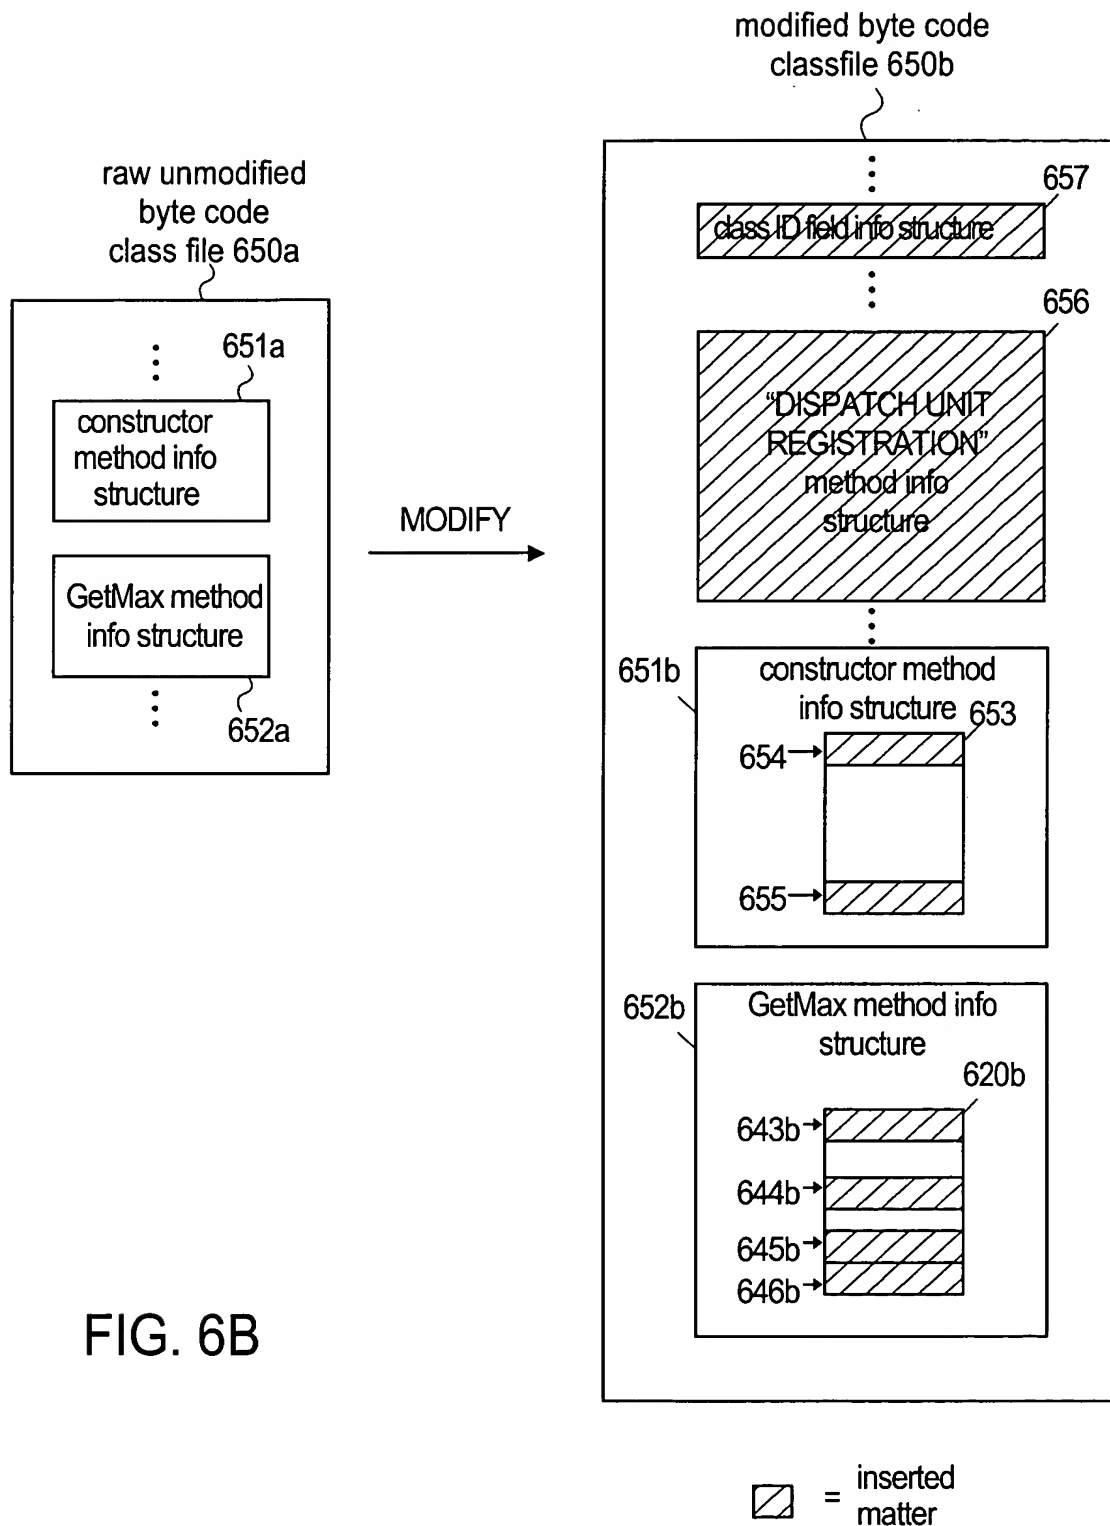 modified byte code
classfile 650b
raw unmodified
byte code
class file 650a
651a
constructor
method info
structure
GetMax method
info structure
652a
MODIFY
657
class ID field info structure
656
“DISPATCH UNIT
REGISTRATION”
method info
structure
651b
constructor method
info structure
653
654
655
652b
GetMax method info
structure
620b
643b
644b
645b
646b
FIG. 6B
= inserted
matter